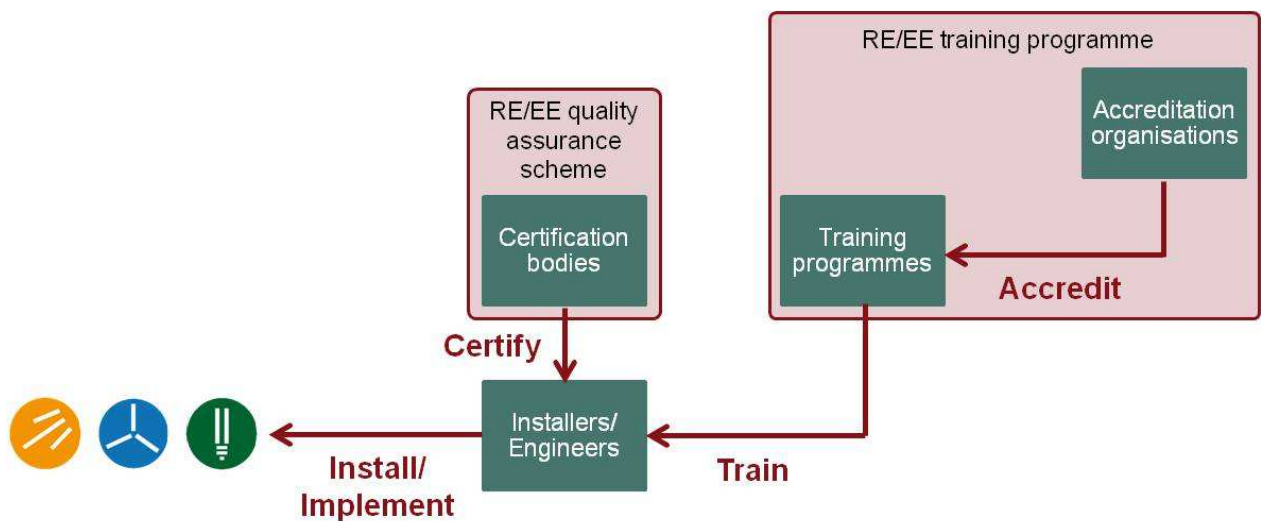 RE/EE training programme
Accreditation
organisations
RE/EE quality
assurance
scheme
Certification
bodies
Training
programmes
Accredit
Certify
Installers/
Engineers
Install/
Implement
Train